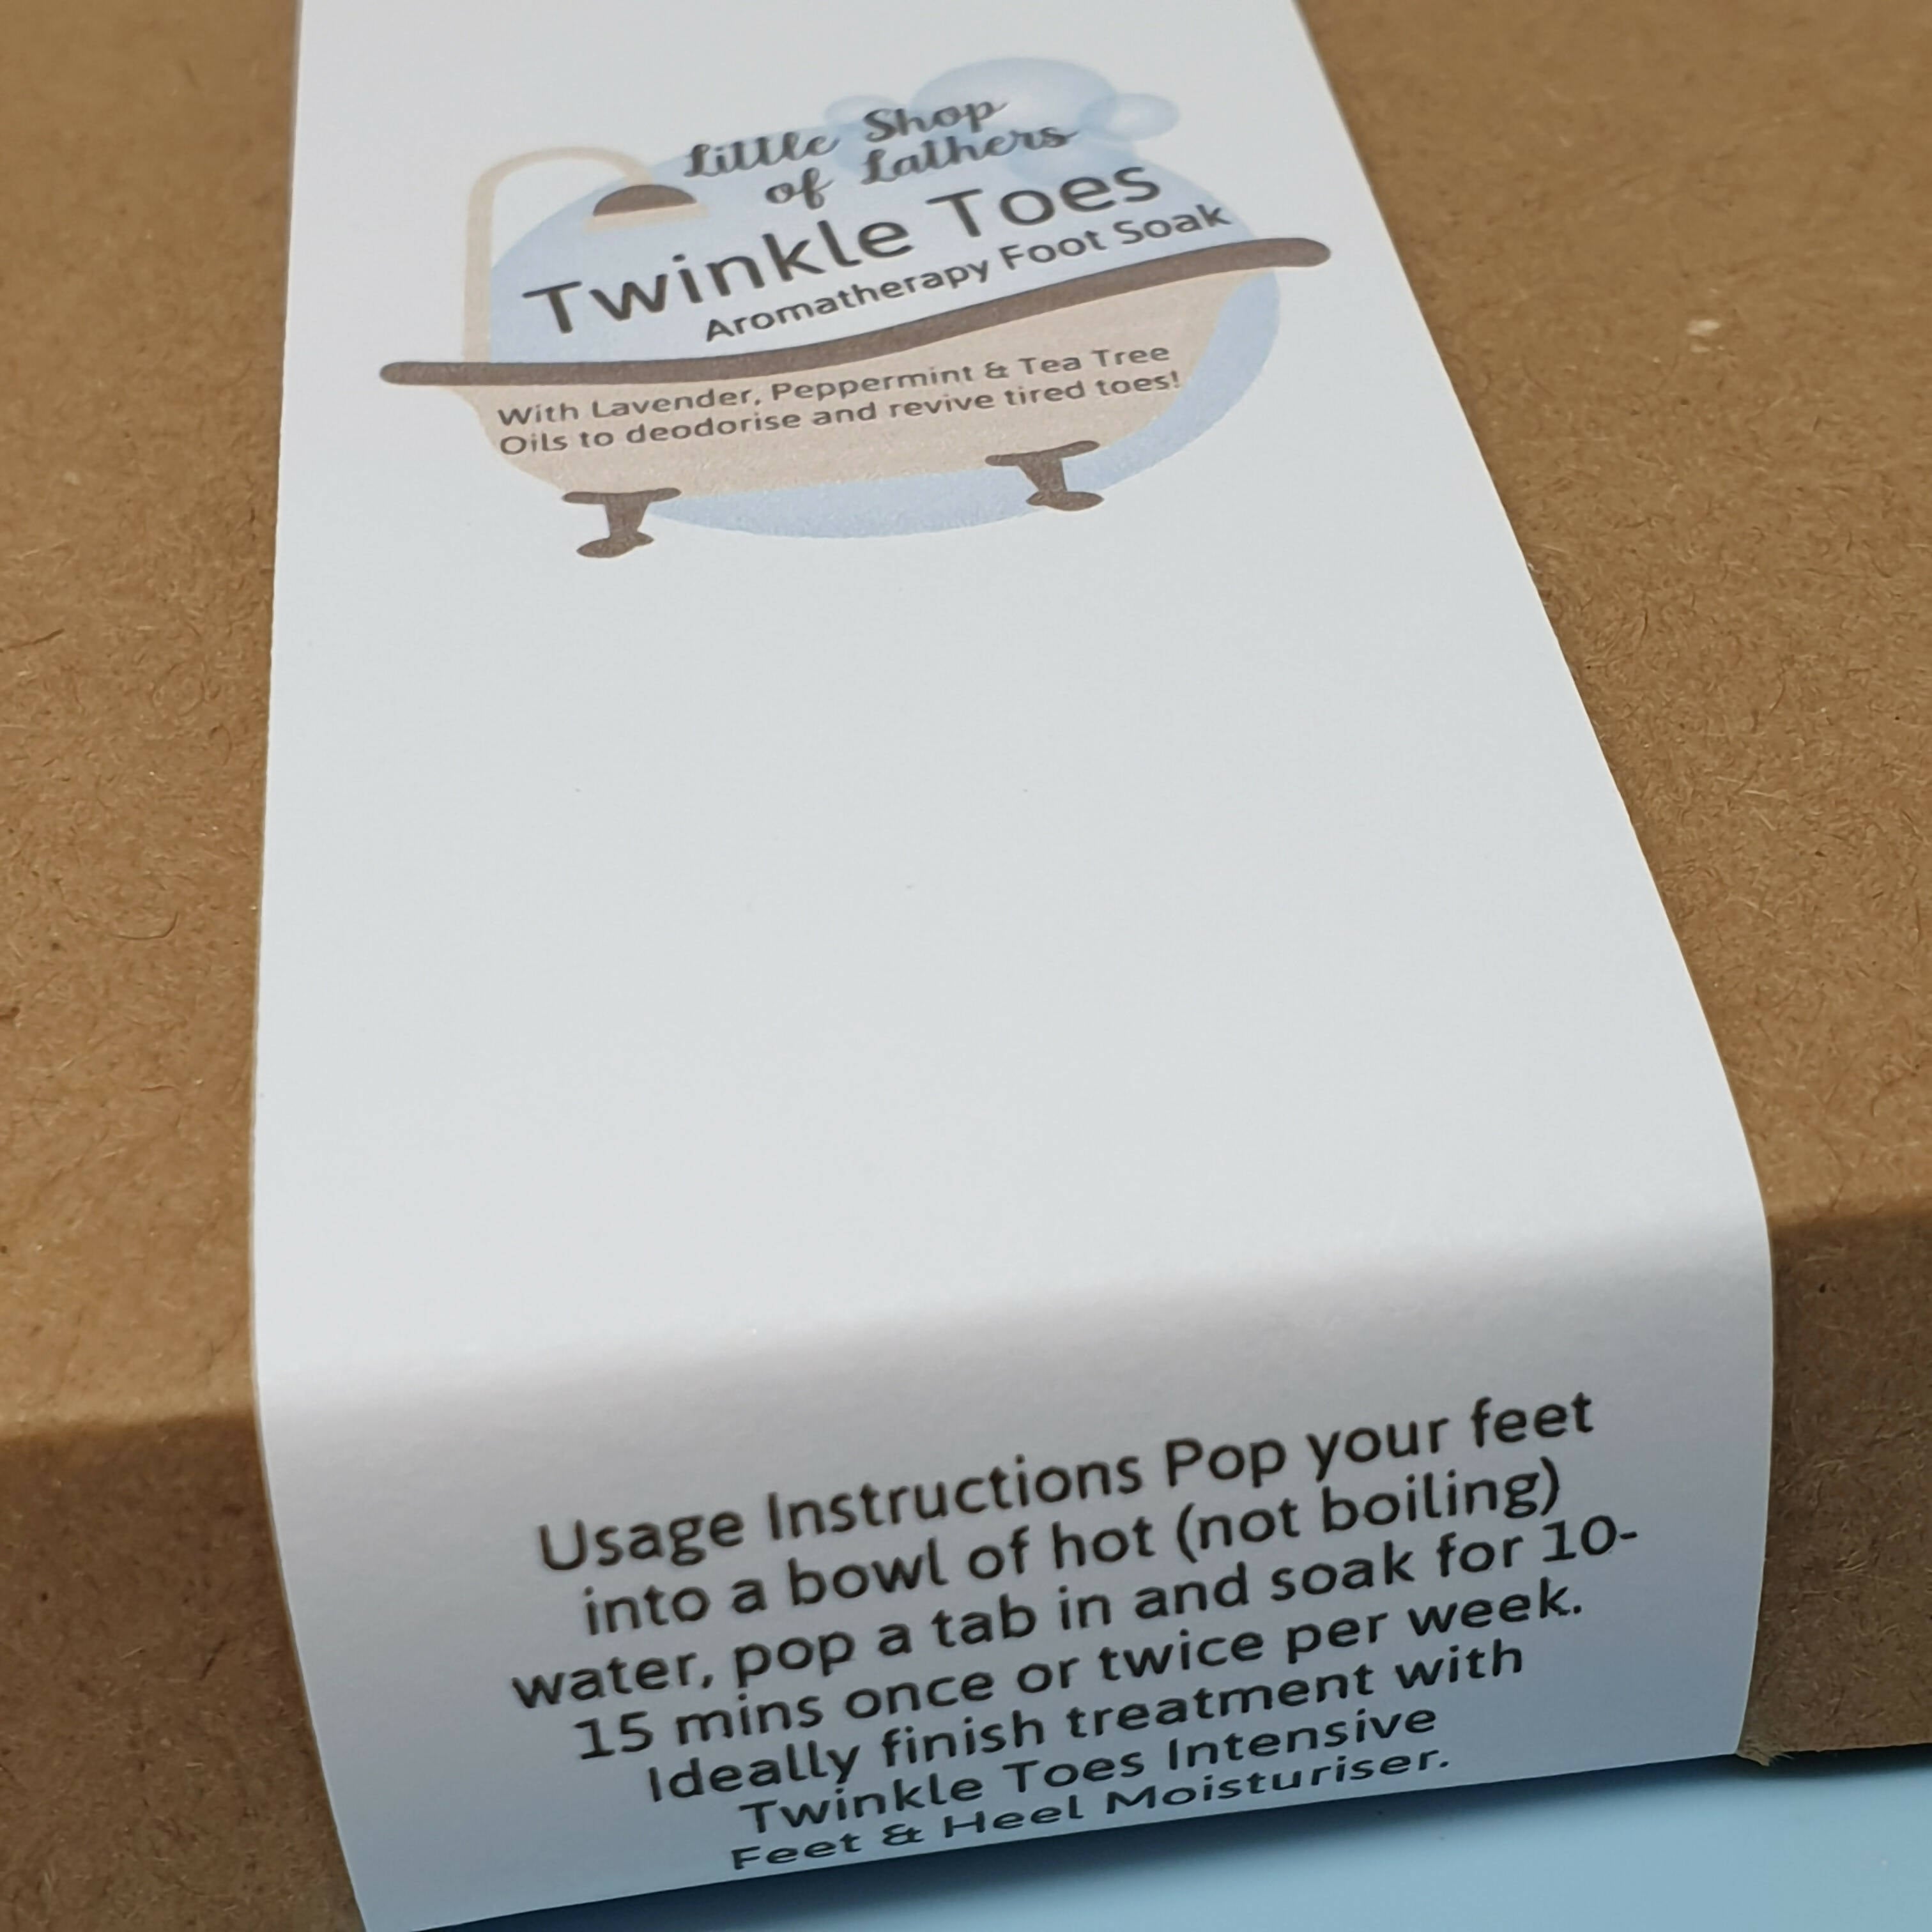 Little Shop
of Lathers
Twinkle Toes
Aromatherapy Foot Soak
With Lavender, Peppermint & Tea Tree
Oils to deodorise and revive tired toes!
Usage Instructions Pop your feet
into a bowl of hot (not boiling)
water, pop a tab in and soak for 10-
15 mins once or twice per week.
Ideally finish treatment with
Twinkle Toes Intensive
Feet & Heel Moisturiser.